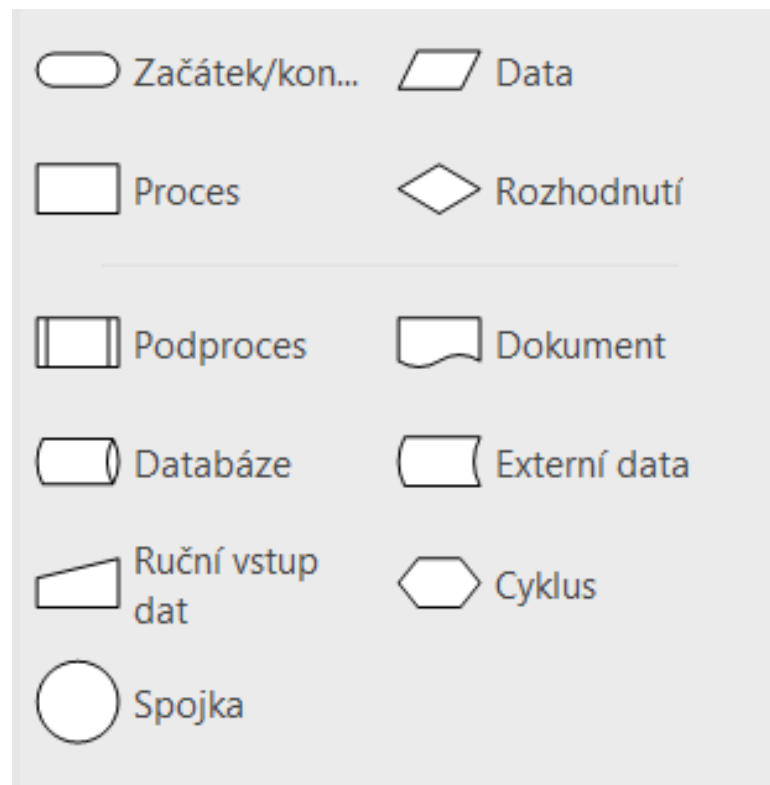 Začátek/kon...
Data
Proces
Rozhodnutí
Podproces
Dokument
Databáze
Externí data
Ruční vstup
dat
Cyklus
Spojka